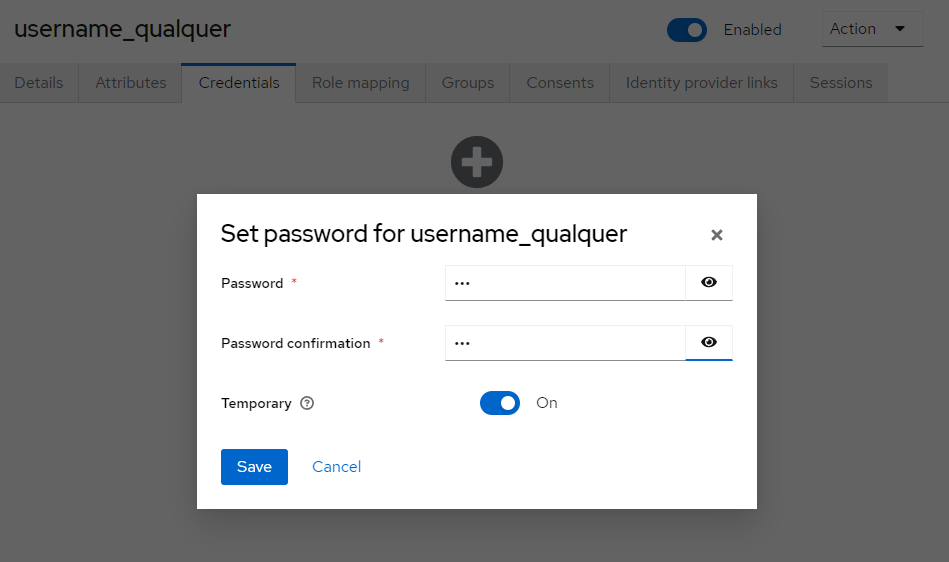 username_qualquer
Enabled
Action
Details Attributes Credentials Role mapping Groups Consents Identity provider links Sessions
Set password for username_qualquer
Password *
•••
Password confirmation *
•••
Temporary
On
Save Cancel